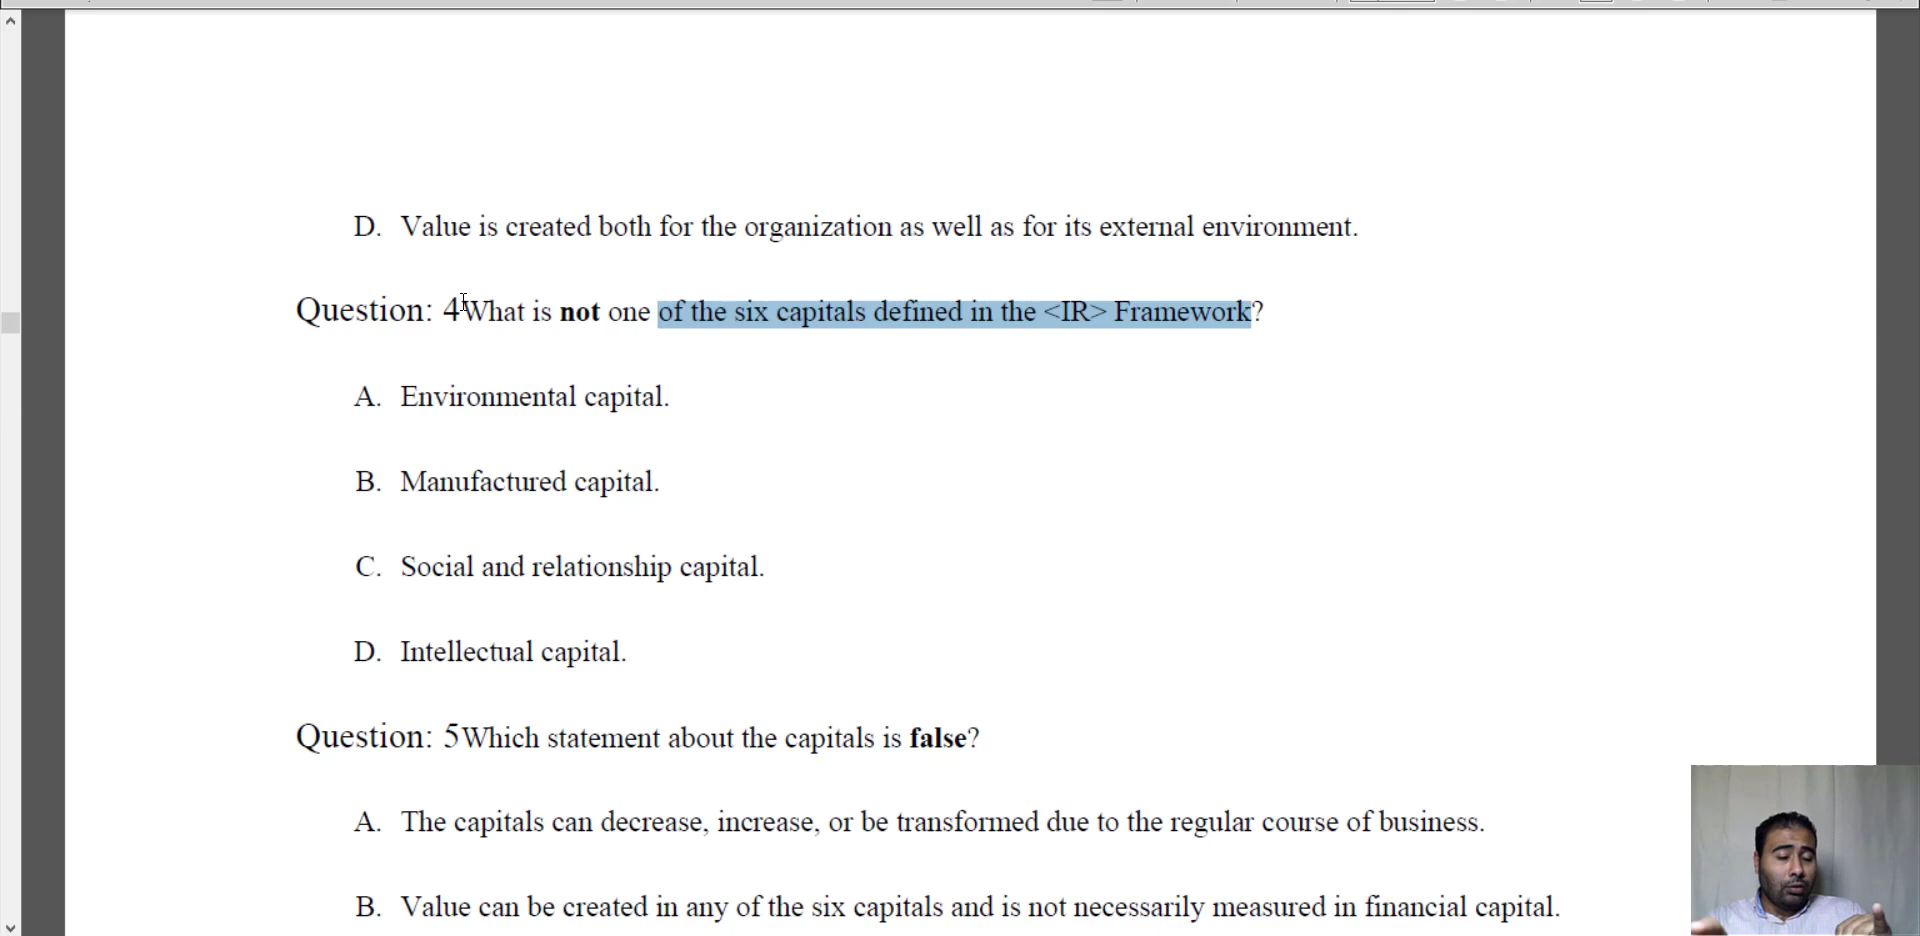 D. Value is created both for the organization as well as for its external environment.
Question: 4What is not one of the six capitals defined in the <IR> Framework?
A. Environmental capital.
B. Manufactured capital.
C. Social and relationship capital.
D. Intellectual capital.
Question: 5Which statement about the capitals is false?
A. The capitals can decrease, increase, or be transformed due to the regular course of business.
B. Value can be created in any of the six capitals and is not necessarily measured in financial capital.